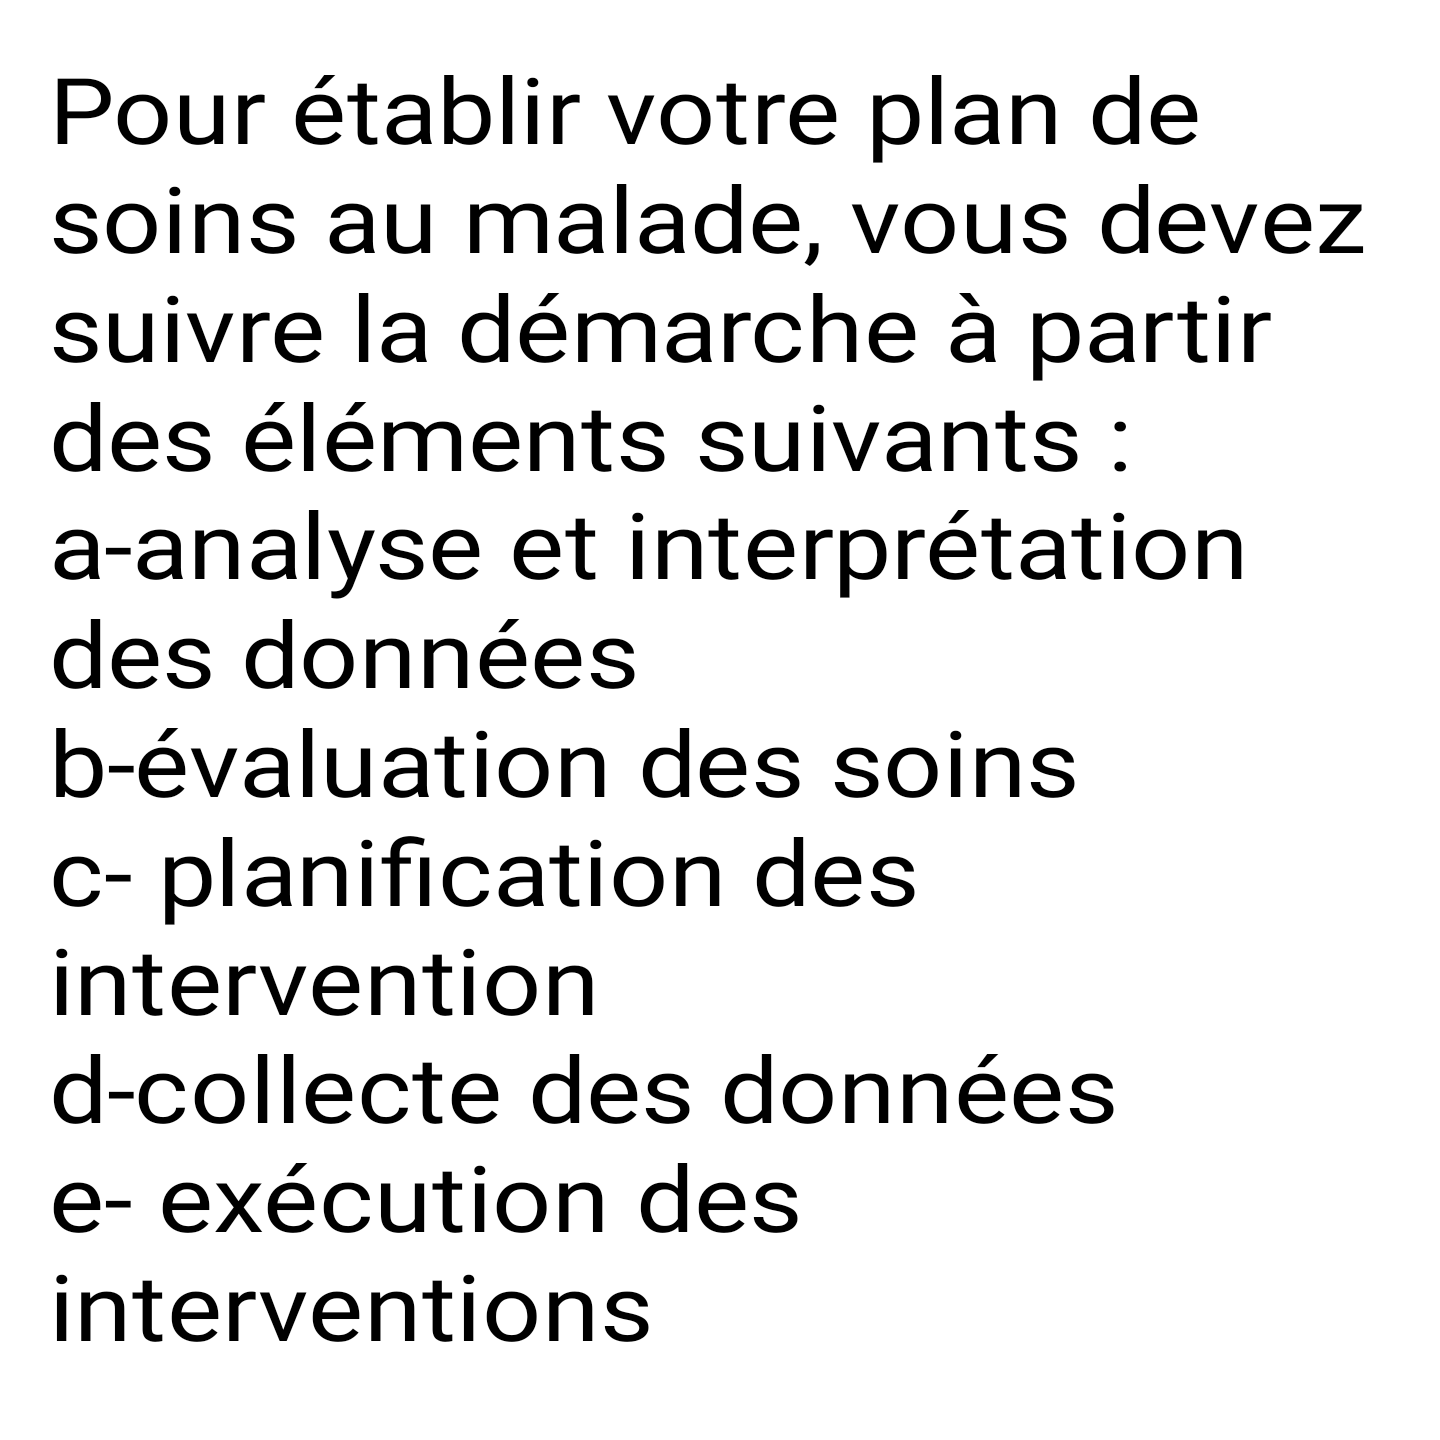 Pour établir votre plan de
soins au malade, vous devez
suivre la démarche à partir
des éléments suivants :
a-analyse et interprétation
des données
b-évaluation des soins
c- planification des
intervention
d-collecte des données
e- exécution des
interventions